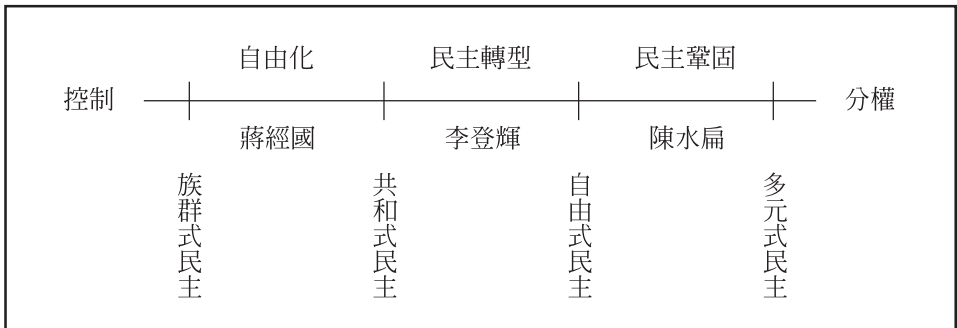 自由化 民主轉型 民主鞏固
控制 分權
蔣經國 李登輝 陳水扁
族群式民主
共和式民主
自由式民主
多元式民主